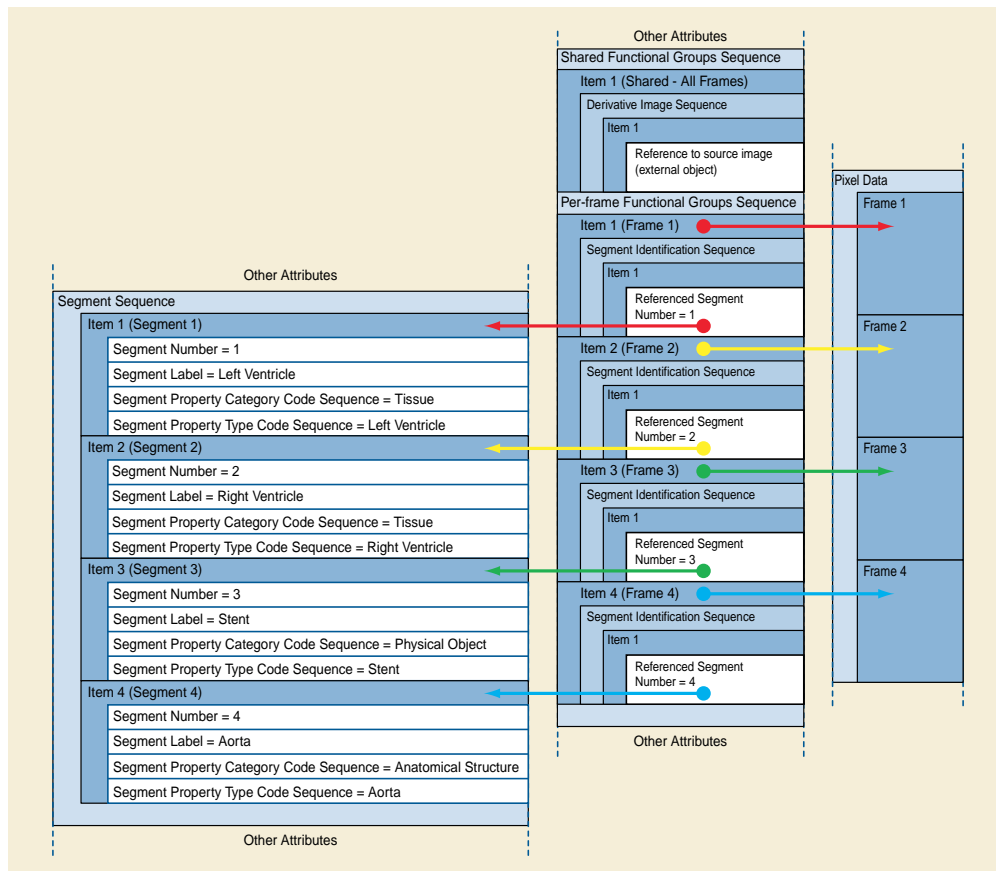 Other Attributes
Segment Sequence
Item 1 (Segment 1)
Segment Number = 1
Segment Label = Left Ventricle
Segment Property Category Code Sequence = Tissue
Segment Property Type Code Sequence = Left Ventricle
Item 2 (Segment 2)
Segment Number = 2
Segment Label = Right Ventricle
Segment Property Category Code Sequence = Tissue
Segment Property Type Code Sequence = Right Ventricle
Item 3 (Segment 3)
Segment Number = 3
Segment Label = Stent
Segment Property Category Code Sequence = Physical Object
Segment Property Type Code Sequence = Stent
Item 4 (Segment 4)
Segment Number = 4
Segment Label = Aorta
Segment Property Category Code Sequence = Anatomical Structure
Segment Property Type Code Sequence = Aorta
Other Attributes
Other Attributes
Shared Functional Groups Sequence
Item 1 (Shared - All Frames)
Derivative Image Sequence
Item 1
Reference to source image
(external object)
Per-frame Functional Groups Sequence
Item 1 (Frame 1)
Segment Identification Sequence
Item 1
Referenced Segment
Number = 1
Item 2 (Frame 2)
Segment Identification Sequence
Item 1
Referenced Segment
Number = 2
Item 3 (Frame 3)
Segment Identification Sequence
Item 1
Referenced Segment
Number = 3
Item 4 (Frame 4)
Segment Identification Sequence
Item 1
Referenced Segment
Number = 4
Other Attributes
Pixel Data
Frame 1
Frame 2
Frame 3
Frame 4